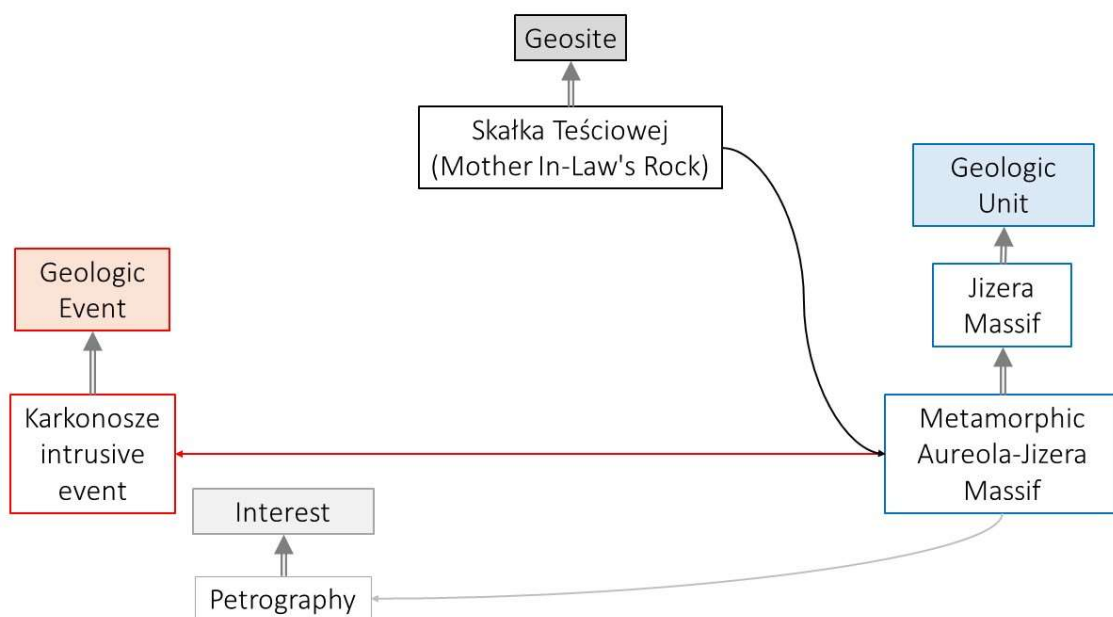 Geosite
Skałka Teściowej
(Mother In-Law's Rock)
Geologic
Unit
Geologic
Event
Jizera
Massif
Karkonosze
intrusive
event
Metamorphic
Aureola-Jizera
Massif
Interest
Petrography